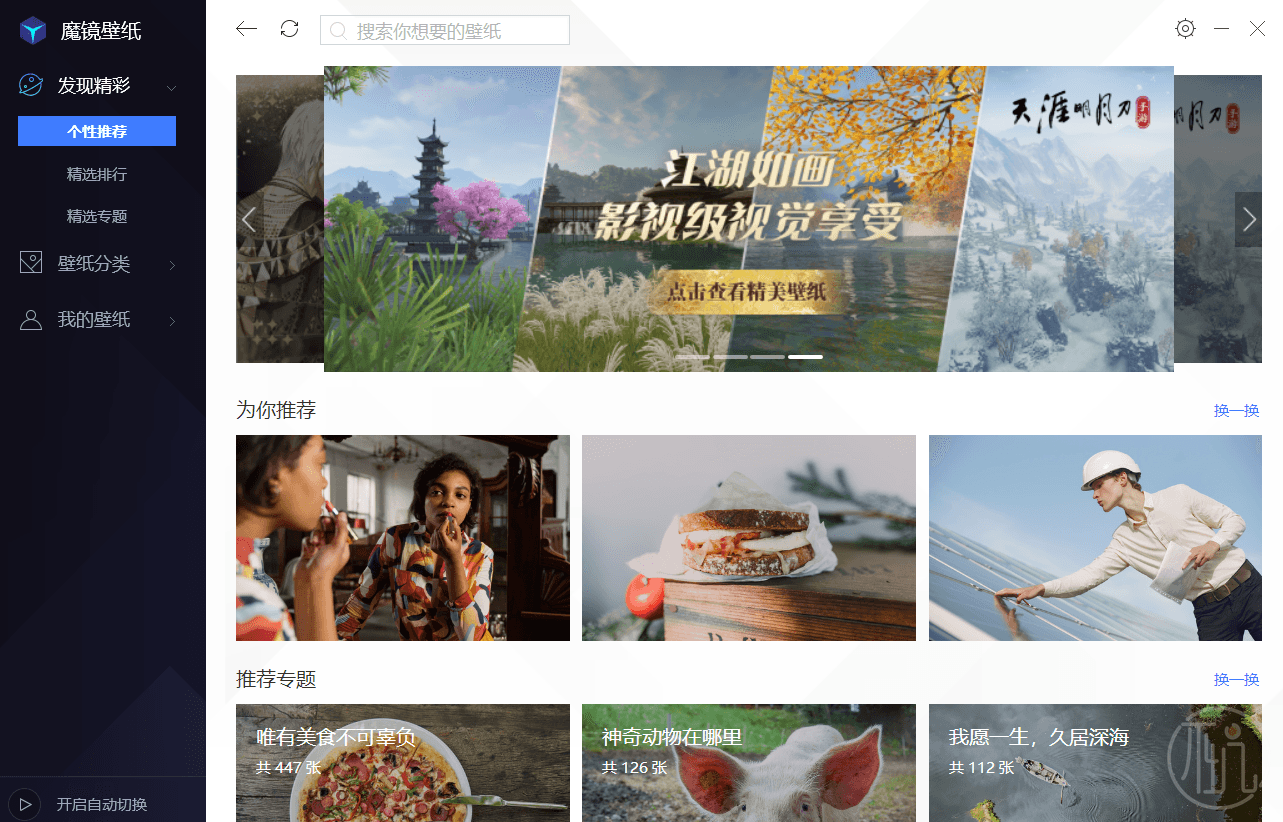 魔镜壁纸
搜索你想要的壁纸
发现精彩
个性推荐
精选排行
精选专题
壁纸分类
我的壁纸
开启自动切换
天涯明月刀
手游
月刀
手游
江湖如画
影视级视觉享受
点击查看精美壁纸
为你推荐
换一换
推荐专题
换一换
唯有美食不可辜负
共 447 张
神奇动物在哪里
共 126 张
我愿一生，久居深海
共 112 张